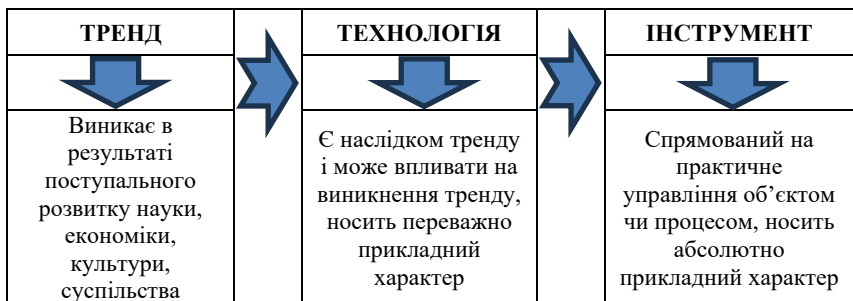 ТРЕНД
Виникає в
результаті
поступального
розвитку науки,
економіки,
культури,
суспільства
ТЕХНОЛОГІЯ
Є наслідком тренду
і може впливати на
виникнення тренду,
носить переважно
прикладний
характер
ІНСТРУМЕНТ
Спрямований на
практичне
управління об’єктом
чи процесом, носить
абсолютно
прикладний характер